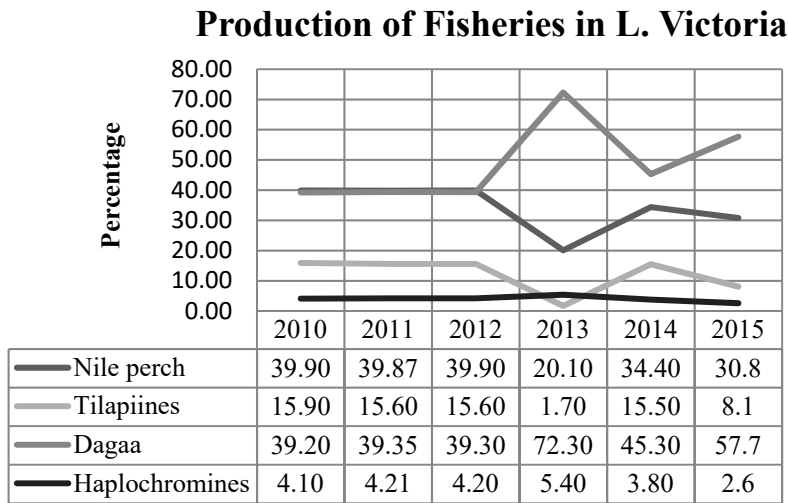 Production of Fisheries in L. Victoria
Percentage
80.00
70.00
60.00
50.00
40.00
30.00
20.00
10.00
0.00
2010 2011 2012 2013 2014 2015
Nile perch 39.90 39.87 39.90 20.10 34.40 30.8
Tilapiines 15.90 15.60 15.60 1.70 15.50 8.1
Dagaa 39.20 39.35 39.30 72.30 45.30 57.7
Haplochromines 4.10 4.21 4.20 5.40 3.80 2.6